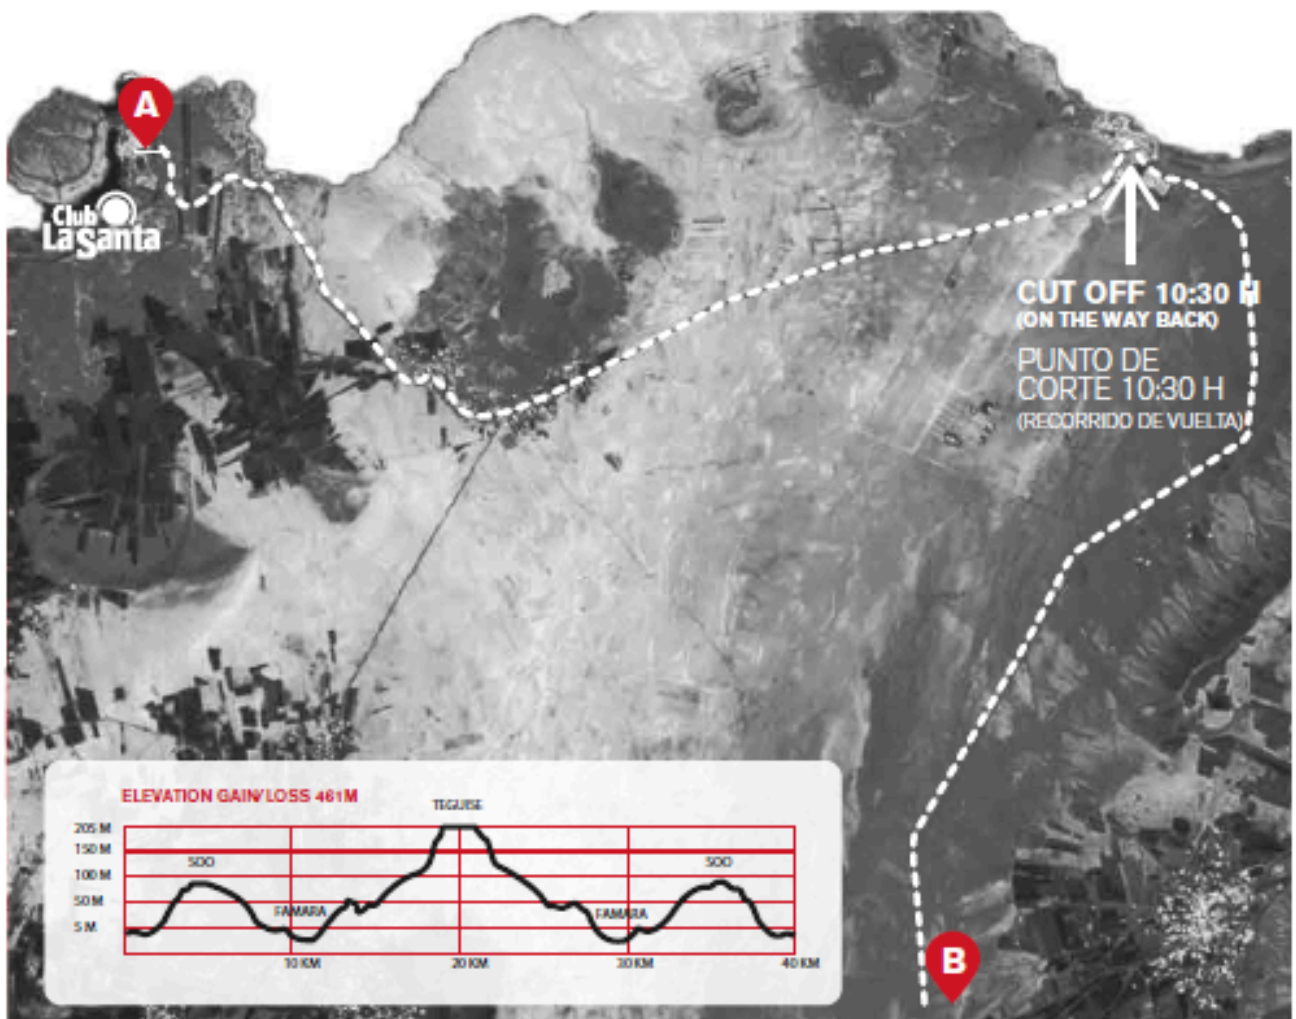 A
Club
La Santa
CUT OFF 10:30 H
(ON THE WAY BACK)
PUNTO DE
CORTE 10:30 H
(RECORRIDO DE VUELTA)
B
ELEVATION GAIN/LOSS 461M
TEGUISE
205 M
150 M
SOO
SOO
100 M
50 M
FAMARA
FAMARA
5 M
10 KM
20 KM
30 KM
40 KM